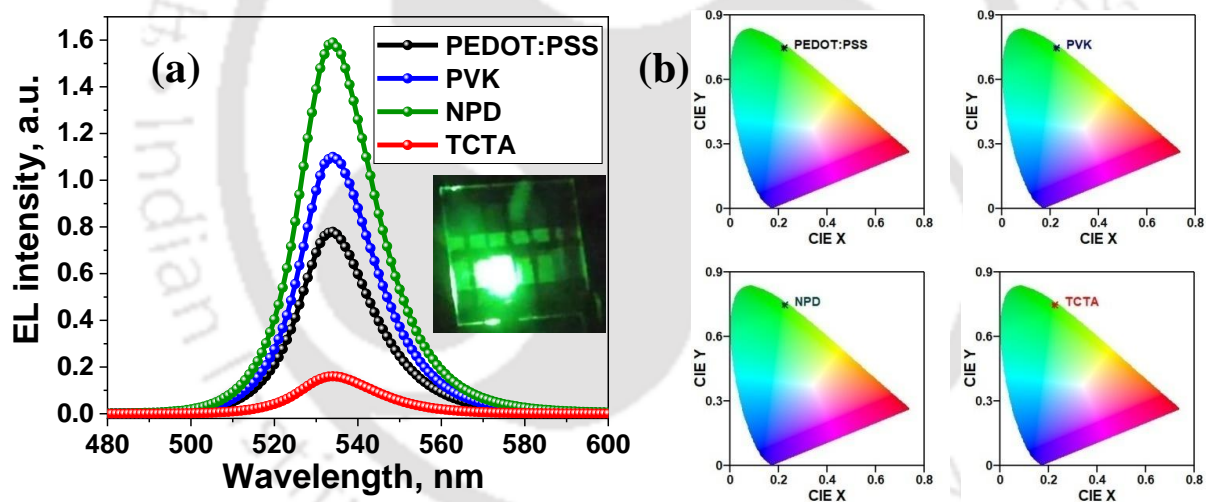 (a)
EL intensity, a.u.
1.6
1.4
1.2
1.0
0.8
0.6
0.4
0.2
0.0
480 500 520 540 560 580 600
Wavelength, nm
PEDOT:PSS
PVK
NPD
TCTA
(b)
CIE Y
0.9
0.6
0.3
0
PEDOT:PSS
0 0.2 0.4 0.6 0.8
CIE X
CIE Y
0.9
0.6
0.3
0
PVK
0 0.2 0.4 0.6 0.8
CIE X
CIE Y
0.9
0.6
0.3
0
NPD
0 0.2 0.4 0.6 0.8
CIE X
CIE Y
0.9
0.6
0.3
0
TCTA
0 0.2 0.4 0.6 0.8
CIE X
Indian